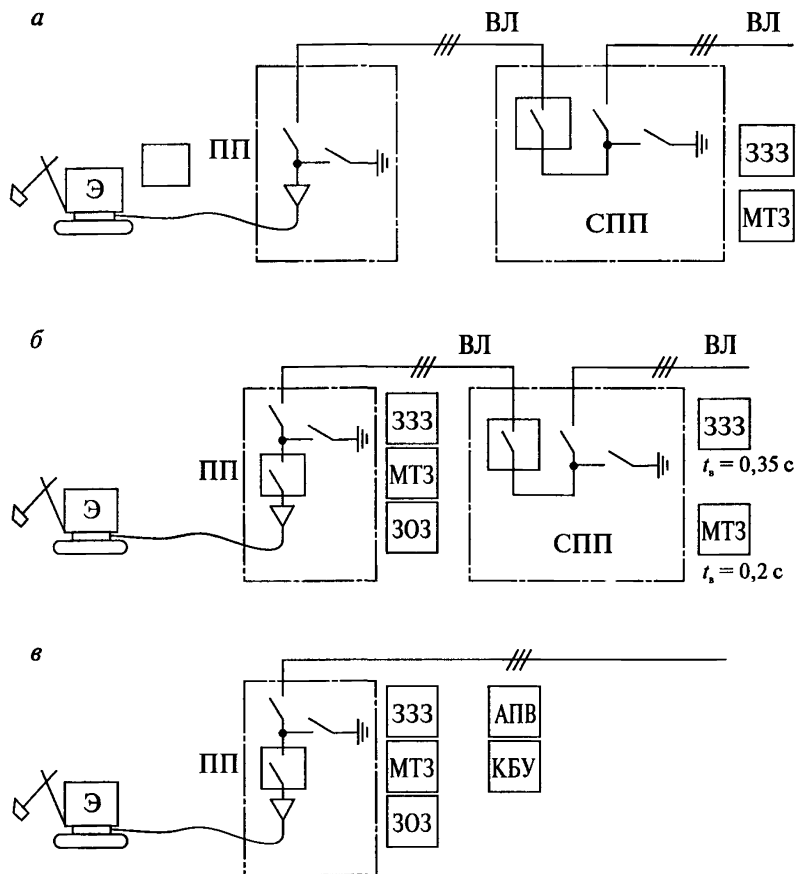 а
ВЛ
ВЛ
ПП
Э
СПП
ЗЗЗ
МТЗ
б
ВЛ
ВЛ
ПП
Э
ЗЗЗ
МТЗ
ЗОЗ
СПП
ЗЗЗ
tв = 0,35 с
МТЗ
tв = 0,2 с
в
ПП
Э
ЗЗЗ
МТЗ
ЗОЗ
АПВ
КБУ